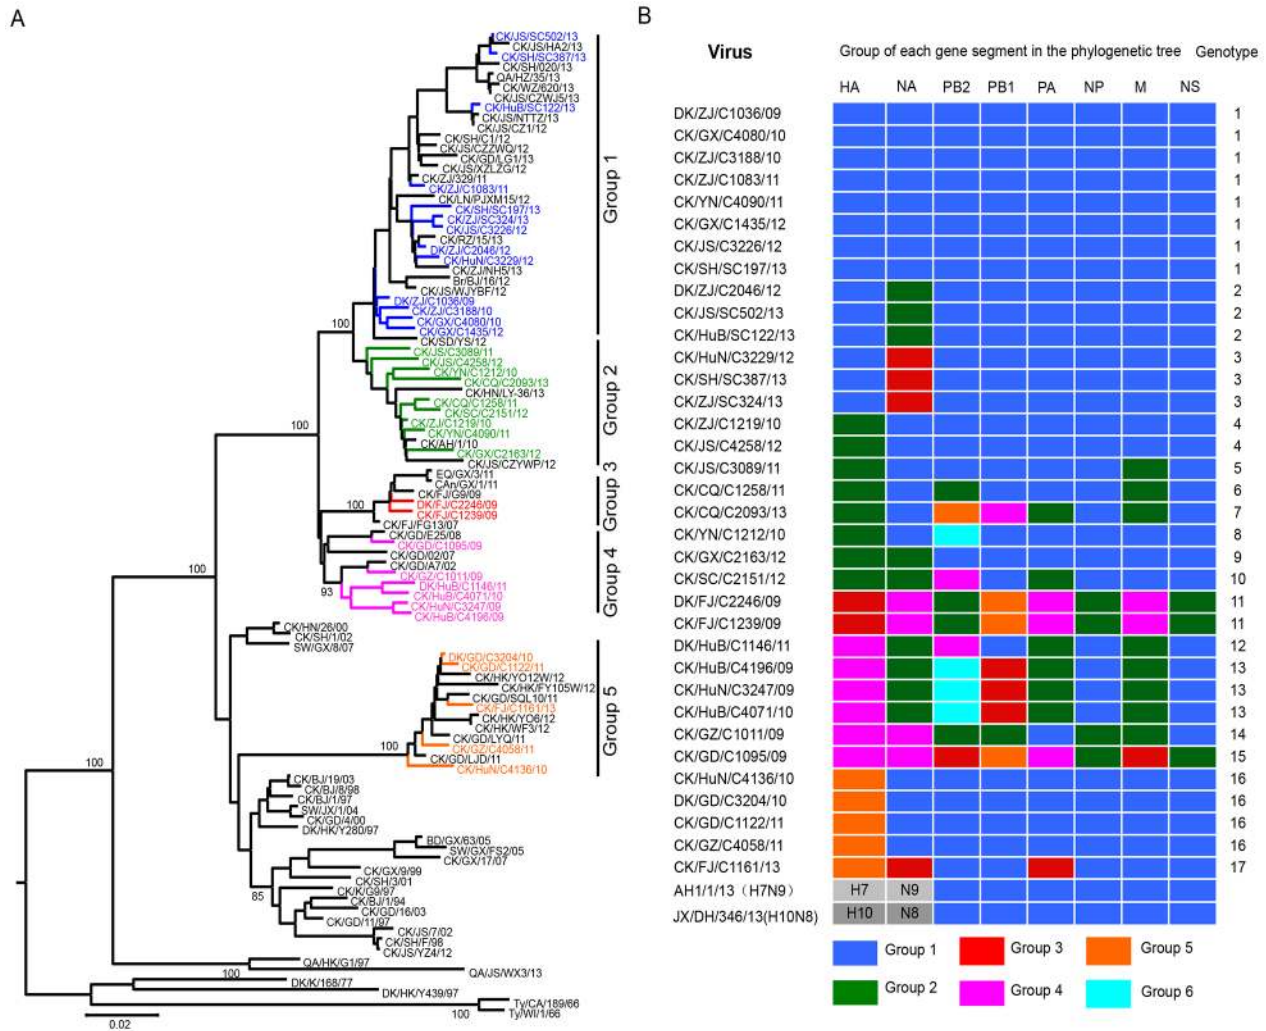 A
CK/JS/SC502/13
CK/JS/HA2/13
CK/SH/SC387/13
CK/SH/020/13
QA/HZ/35/13
CK/WZ/620/13
CK/JS/CZWJ5/13
CK/HuB/SC122/13
CK/JS/NTTZ/13
CK/JS/CZ1/12
CK/SH/C1/12
CK/JS/CZZWQ/12
CK/GD/LG1/13
CK/JS/XZLZG/12
CK/ZJ/329/11
CK/ZJ/C1083/11
CK/LN/PJXM15/12
CK/SH/SC197/13
CK/ZJ/SC324/13
CK/JS/C3226/12
CK/RZ/15/13
DK/ZJ/C2046/12
CK/HuN/C3229/12
CK/ZJ/NH5/13
Br/BJ/16/12
CK/JS/WJYBF/12
DK/ZJ/C1036/09
CK/ZJ/C3188/10
CK/GX/C4080/10
CK/GX/C1435/12
CK/SD/YS/12
Group 1
100
CK/JS/C3089/11
CK/JS/C4258/12
CK/YN/C1212/10
CK/CQ/C2093/13
CK/HN/LY-36/13
CK/CQ/C1258/11
CK/SC/C2151/12
CK/ZJ/C1219/10
CK/YN/C4090/11
CK/AH/1/10
CK/GX/C2163/12
CK/JS/CZYWP/12
Group 2
100
EQ/GX/3/11
CAn/GX/1/11
CK/FJ/G9/09
DK/FJ/C2246/09
CK/FJ/C1239/09
CK/FJ/FG13/07
Group 3
100
CK/GD/E25/08
CK/GD/C1095/09
CK/GD/02/07
CK/GD/A7/02
CK/GZ/C1011/09
DK/HuB/C1146/11
CK/HuB/C4071/10
CK/HuN/C3247/09
CK/HuB/C4196/09
Group 4
93
100
CK/HN/26/00
CK/SH/1/02
SW/GX/8/07
DK/GD/C3204/10
CK/GD/C1122/11
CK/HK/YO12W/12
CK/HK/FY105W/12
CK/GD/SQL10/11
CK/FJ/C1161/13
CK/HK/YO6/12
CK/HK/WF3/12
CK/GD/LYQ/11
CK/GZ/C4058/11
CK/GD/LJD/11
CK/HuN/C4136/10
Group 5
100
100
CK/BJ/19/03
CK/BJ/8/98
CK/BJ/1/97
SW/JX/1/04
CK/GD/4/00
DK/HK/Y280/97
BD/GX/63/05
SW/GX/FS2/05
CK/GX/17/07
CK/GX/9/99
CK/SH/3/01
CK/K/G9/97
CK/BJ/1/94
CK/GD/16/03
CK/GD/11/97
CK/JS/7/02
CK/SH/F/98
CK/JS/YZ4/12
85
QA/HK/G1/97
QA/JS/WX3/13
100
DK/K/168/77
DK/HK/Y439/97
Ty/CA/189/66
Ty/WI/1/66
100
0.02
B
Virus Group of each gene segment in the phylogenetic tree Genotype
HA NA PB2 PB1 PA NP M NS
DK/ZJ/C1036/09 1
CK/GX/C4080/10 1
CK/ZJ/C3188/10 1
CK/ZJ/C1083/11 1
CK/YN/C4090/11 1
CK/GX/C1435/12 1
CK/JS/C3226/12 1
CK/SH/SC197/13 1
DK/ZJ/C2046/12 2
CK/JS/SC502/13 2
CK/HuB/SC122/13 2
CK/HuN/C3229/12 3
CK/SH/SC387/13 3
CK/ZJ/SC324/13 3
CK/ZJ/C1219/10 4
CK/JS/C4258/12 4
CK/JS/C3089/11 5
CK/CQ/C1258/11 6
CK/CQ/C2093/13 7
CK/YN/C1212/10 8
CK/GX/C2163/12 9
CK/SC/C2151/12 10
DK/FJ/C2246/09 11
CK/FJ/C1239/09 11
DK/HuB/C1146/11 12
CK/HuB/C4196/09 13
CK/HuN/C3247/09 13
CK/HuB/C4071/10 13
CK/GZ/C1011/09 14
CK/GD/C1095/09 15
CK/HuN/C4136/10 16
DK/GD/C3204/10 16
CK/GD/C1122/11 16
CK/GZ/C4058/11 16
CK/FJ/C1161/13 17
AH1/1/13（H7N9） H7 N9
JX/DH/346/13(H10N8) H10 N8
Group 1 Group 3 Group 5
Group 2 Group 4 Group 6